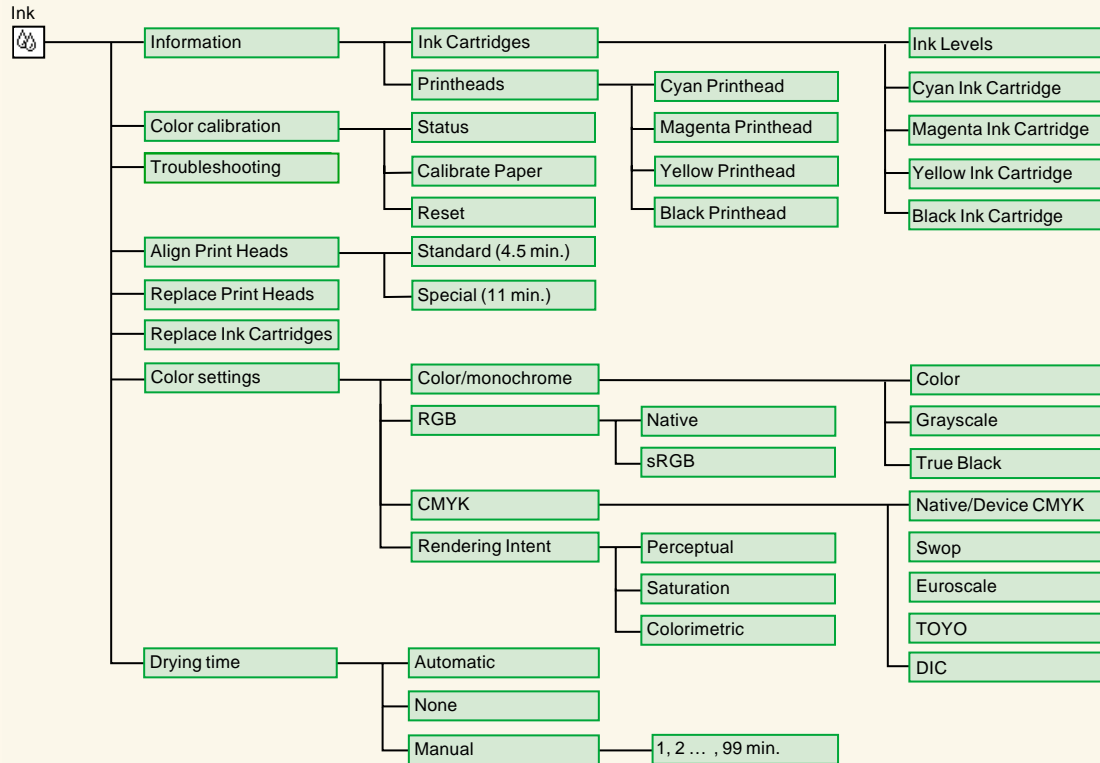 Ink
Information
Ink Cartridges
Ink Levels
Printheads
Cyan Printhead
Cyan Ink Cartridge
Color calibration
Status
Magenta Printhead
Magenta Ink Cartridge
Troubleshooting
Calibrate Paper
Yellow Printhead
Yellow Ink Cartridge
Reset
Black Printhead
Black Ink Cartridge
Align Print Heads
Standard (4.5 min.)
Replace Print Heads
Special (11 min.)
Replace Ink Cartridges
Color settings
Color/monochrome
Color
RGB
Native
Grayscale
sRGB
True Black
CMYK
Native/Device CMYK
Rendering Intent
Perceptual
Swop
Saturation
Euroscale
Colorimetric
TOYO
Drying time
Automatic
DIC
None
Manual
1, 2 ... , 99 min.